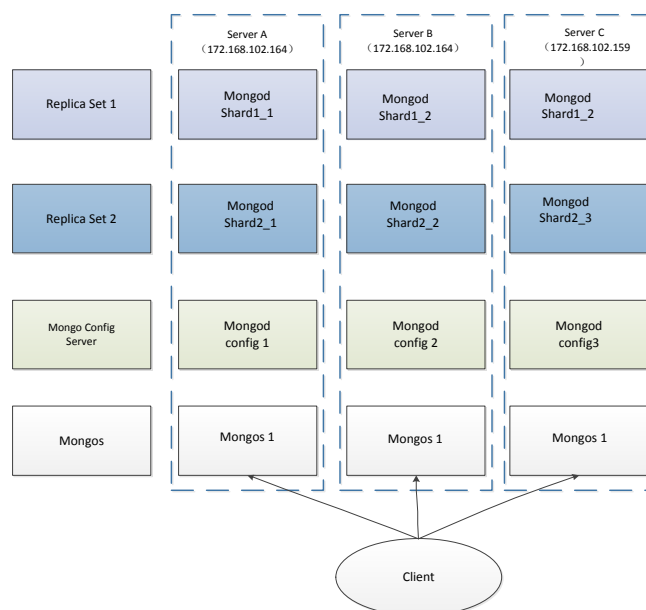 Server A
（172.168.102.164）
Server B
（172.168.102.164）
Server C
（172.168.102.159
）
Replica Set 1
Mongod
Shard1_1
Mongod
Shard1_2
Mongod
Shard1_2
Replica Set 2
Mongod
Shard2_1
Mongod
Shard2_2
Mongod
Shard2_3
Mongo Config
Server
Mongod
config 1
Mongod
config 2
Mongod
config3
Mongos
Mongos 1
Mongos 1
Mongos 1
Client